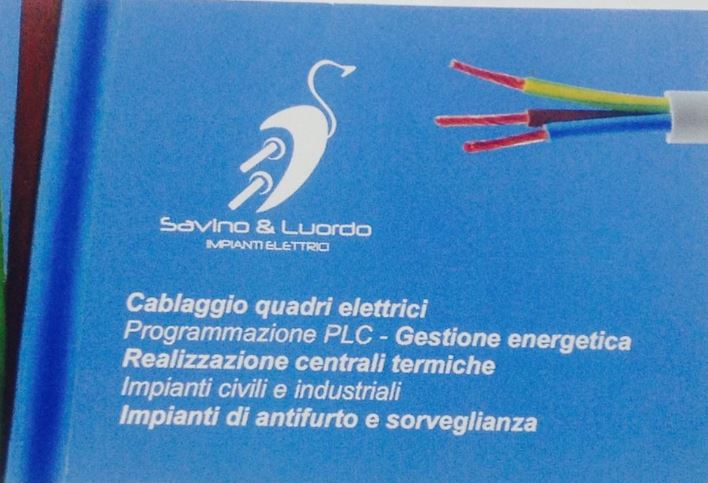 Savino & Luordo
IMPIANTI ELETTRICI
Cablaggio quadri elettrici
Programmazione PLC - Gestione energetica
Realizzazione centrali termiche
Impianti civili e industriali
Impianti di antifurto e sorveglianza